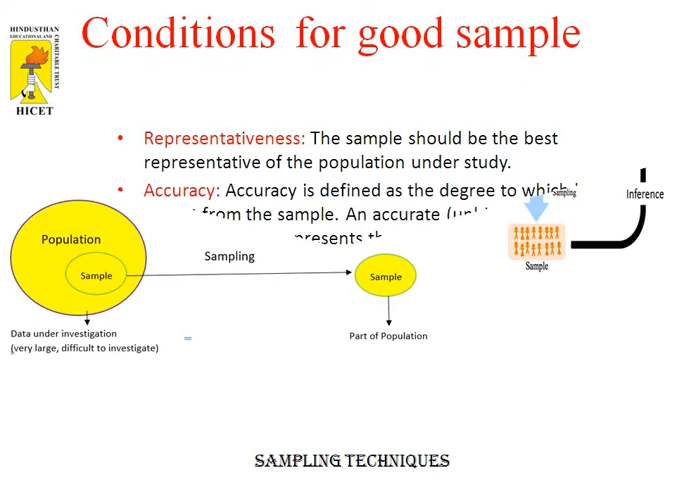 HINDUSTHAN
EDUCATIONAL AND
CHARITABLE TRUST
HICET
Conditions for good sample
• Representativeness: The sample should be the best
representative of the population under study.
• Accuracy: Accuracy is defined as the degree to which
from the sample. An accurate
Sampling
Inference
Sample
Population
Sample
Sampling
Sample
Data under investigation
(very large, difficult to investigate)
=
Part of Population
SAMPLING TECHNIQUES